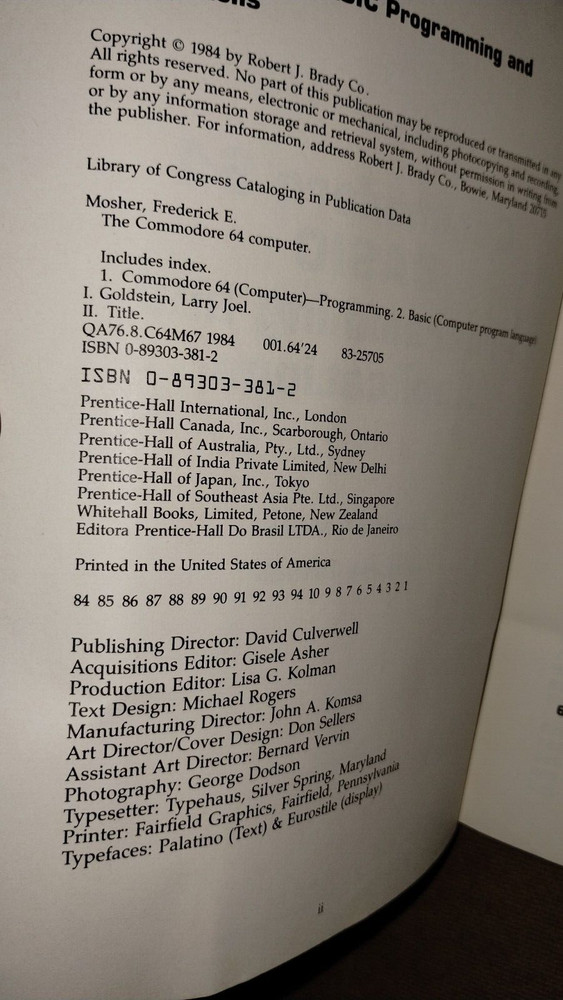 Programming and
Copyright © 1984 by Robert J. Brady Co.
All rights reserved. No part of this publication may be reproduced or transmitted in any
form or by any means, electronic or mechanical, including photocopying and recording,
or by any information storage and retrieval system, without permission in writing from
the publisher. For information, address Robert J. Brady Co., Bowie, Maryland 20715
Library of Congress Cataloging in Publication Data
Mosher, Frederick E.
The Commodore 64 computer.
Includes index.
1. Commodore 64 (Computer)—Programming. 2. Basic (Computer program language)
I. Goldstein, Larry Joel.
II. Title.
QA76.8.C64M67 1984 001.64'24 83-25705
ISBN 0-89303-381-2
ISBN 0-89303-381-2
Prentice-Hall International, Inc., London
Prentice-Hall Canada, Inc., Scarborough, Ontario
Prentice-Hall of Australia, Pty., Ltd., Sydney
Prentice-Hall of India Private Limited, New Delhi
Prentice-Hall of Japan, Inc., Tokyo
Prentice-Hall of Southeast Asia Pte. Ltd., Singapore
Whitehall Books, Limited, Petone, New Zealand
Editora Prentice-Hall Do Brasil LTDA., Rio de Janeiro
Printed in the United States of America
84 85 86 87 88 89 90 91 92 93 94 10 9 8 7 6 5 4 3 2 1
Publishing Director: David Culverwell
Acquisitions Editor: Gisele Asher
Production Editor: Lisa G. Kolman
Text Design: Michael Rogers
Manufacturing Director: John A. Komsa
Art Director/Cover Design: Don Sellers
Assistant Art Director: Bernard Vervin
Photography: George Dodson
Typesetter: Typehaus, Silver Spring, Maryland
Printer: Fairfield Graphics, Fairfield, Pennsylvania
Typefaces: Palatino (Text) & Eurostile (display)
ii